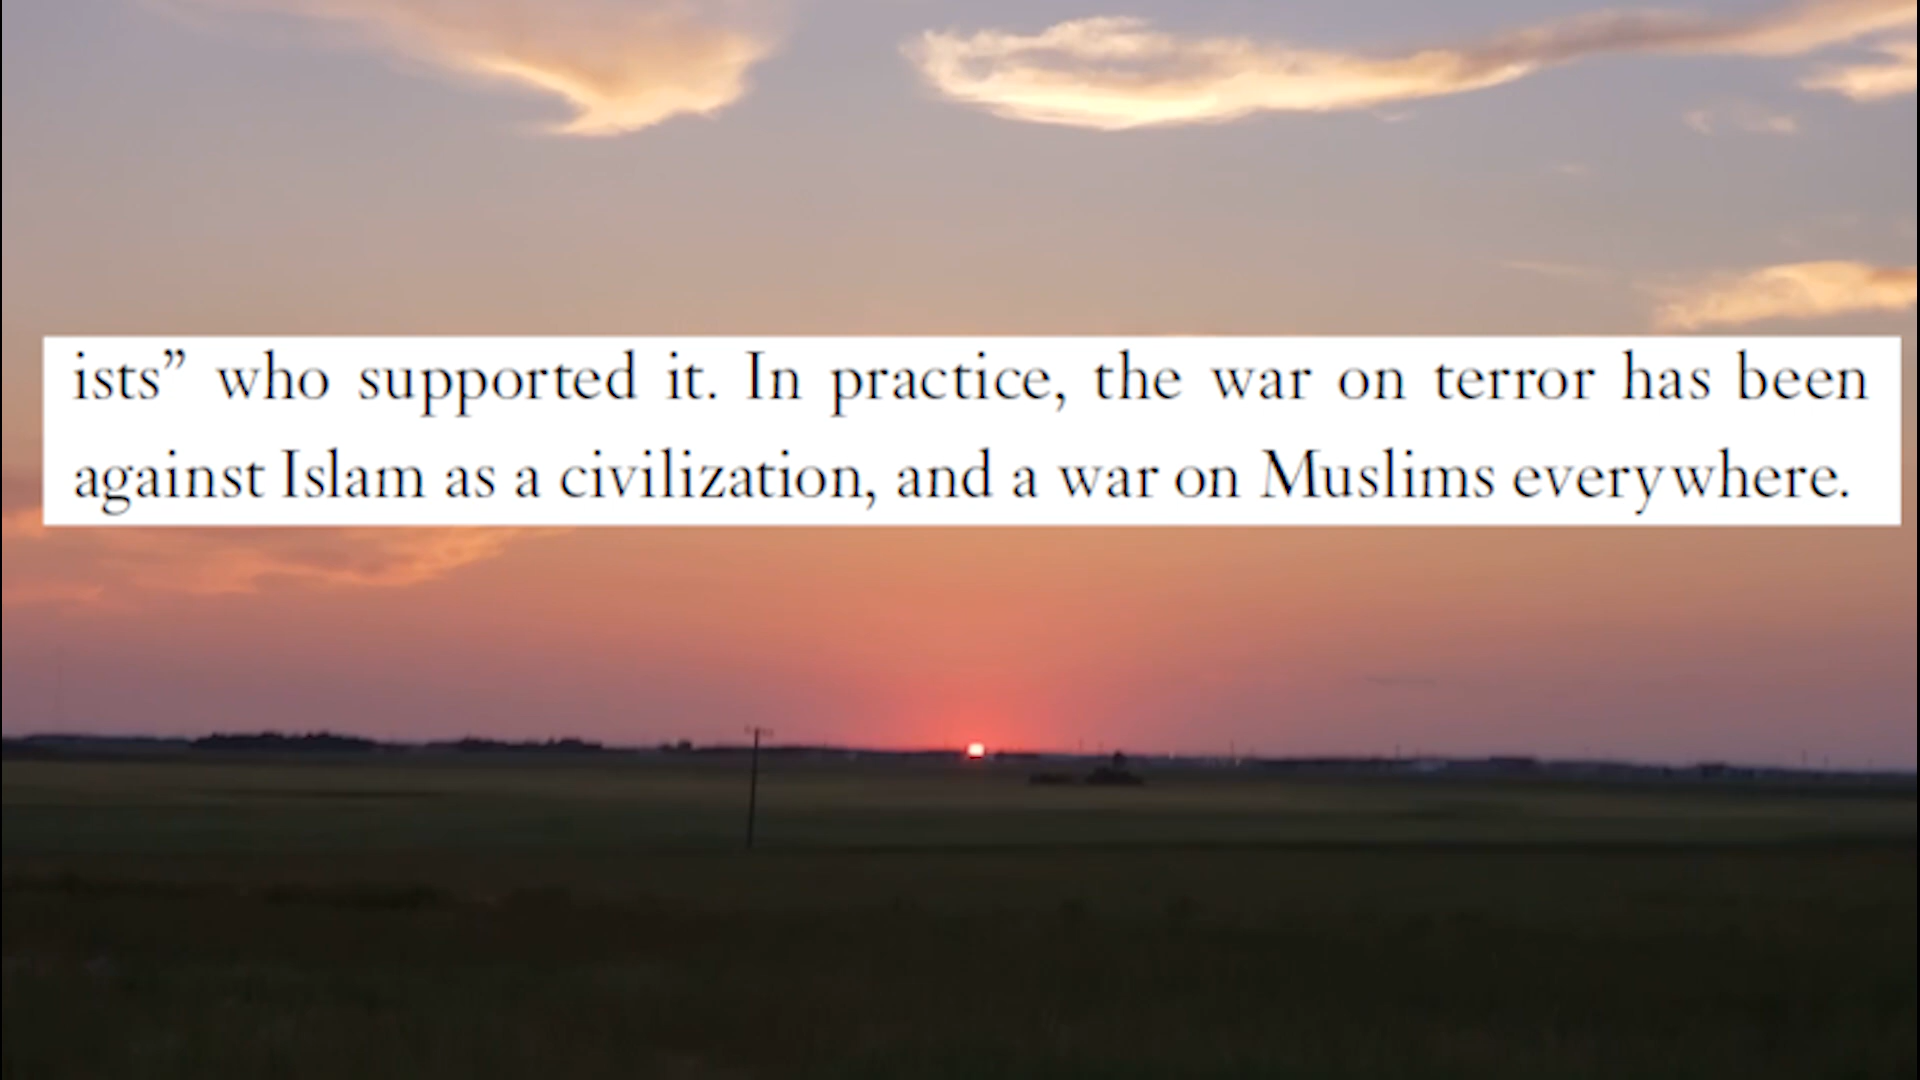 ists” who supported it. In practice, the war on terror has been
against Islam as a civilization, and a war on Muslims everywhere.